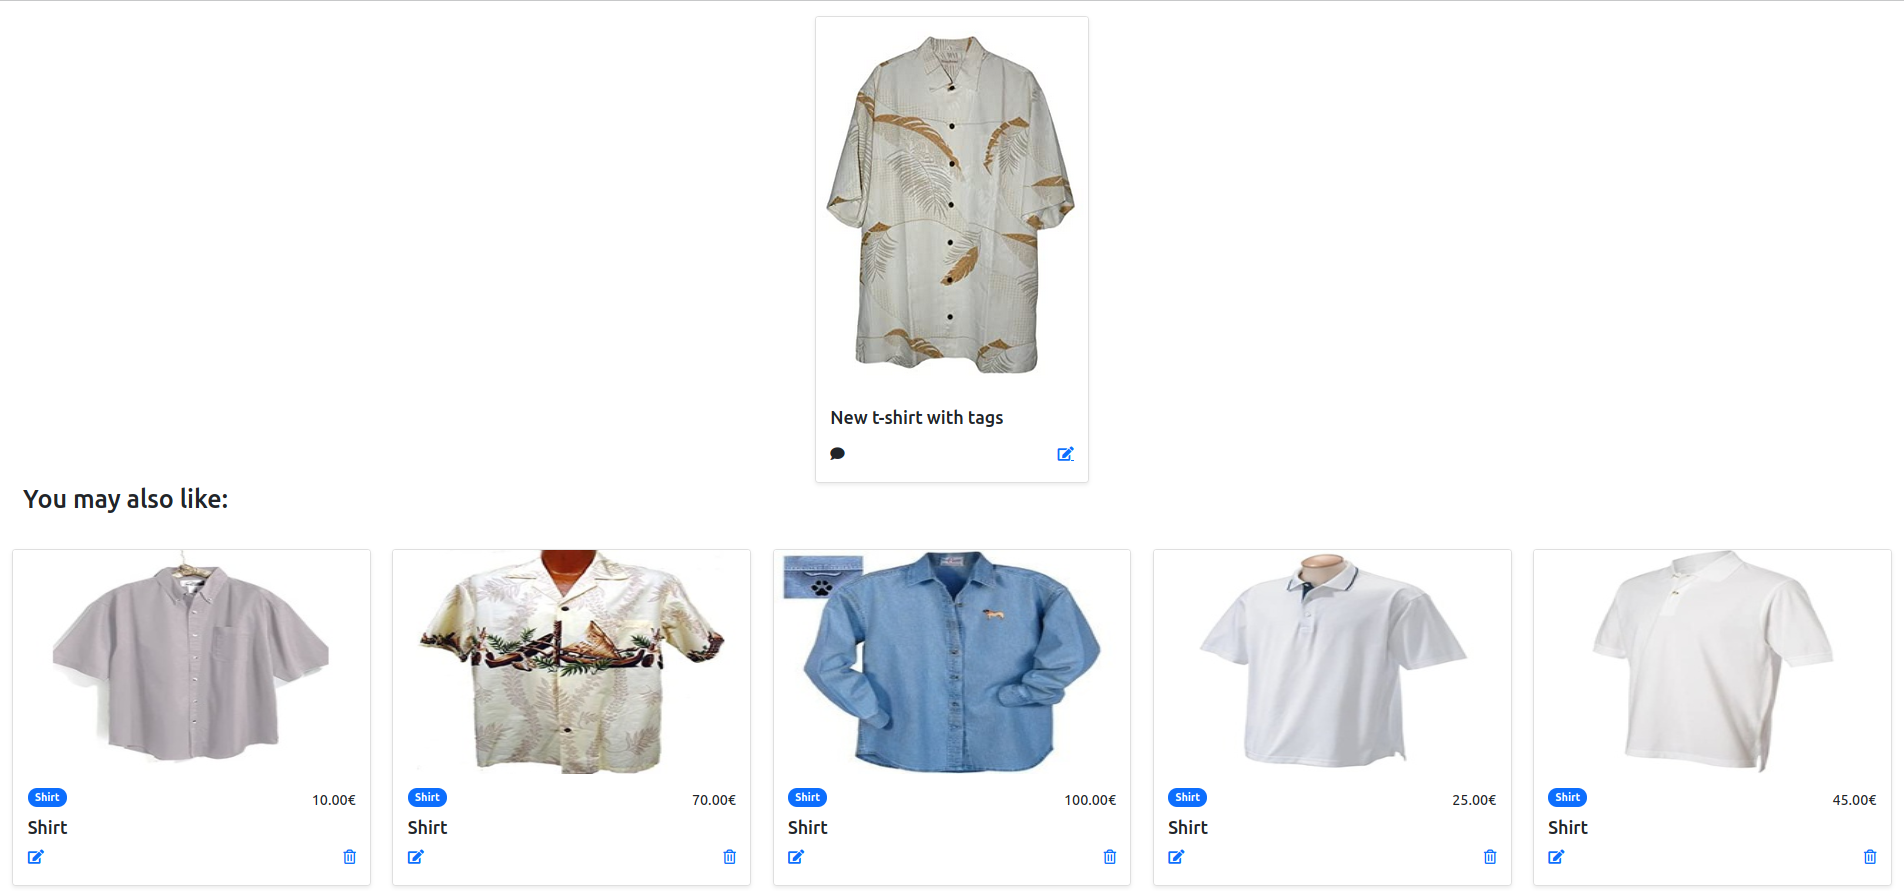 New t-shirt with tags
You may also like:
Shirt 10.00€
Shirt
Shirt 70.00€
Shirt
Shirt 100.00€
Shirt
Shirt 25.00€
Shirt
Shirt 45.00€
Shirt